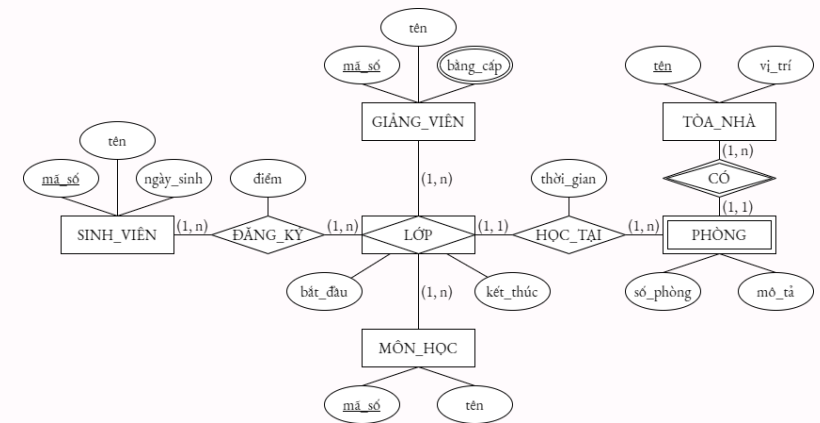 tên
mã_số
bằng_cấp
tên
vị_trí
GIẢNG_VIÊN
TÒA_NHÀ
tên
(1, n)
mã_số
ngày_sinh
điểm
(1, n)
thời_gian
CÓ
(1, 1)
SINH_VIÊN
(1, n)
ĐĂNG_KÝ
(1, n)
LỚP
(1, 1)
HỌC_TẠI
(1, n)
PHÒNG
bắt_đầu
(1, n)
kết_thúc
số_phòng
mô_tả
MÔN_HỌC
mã_số
tên